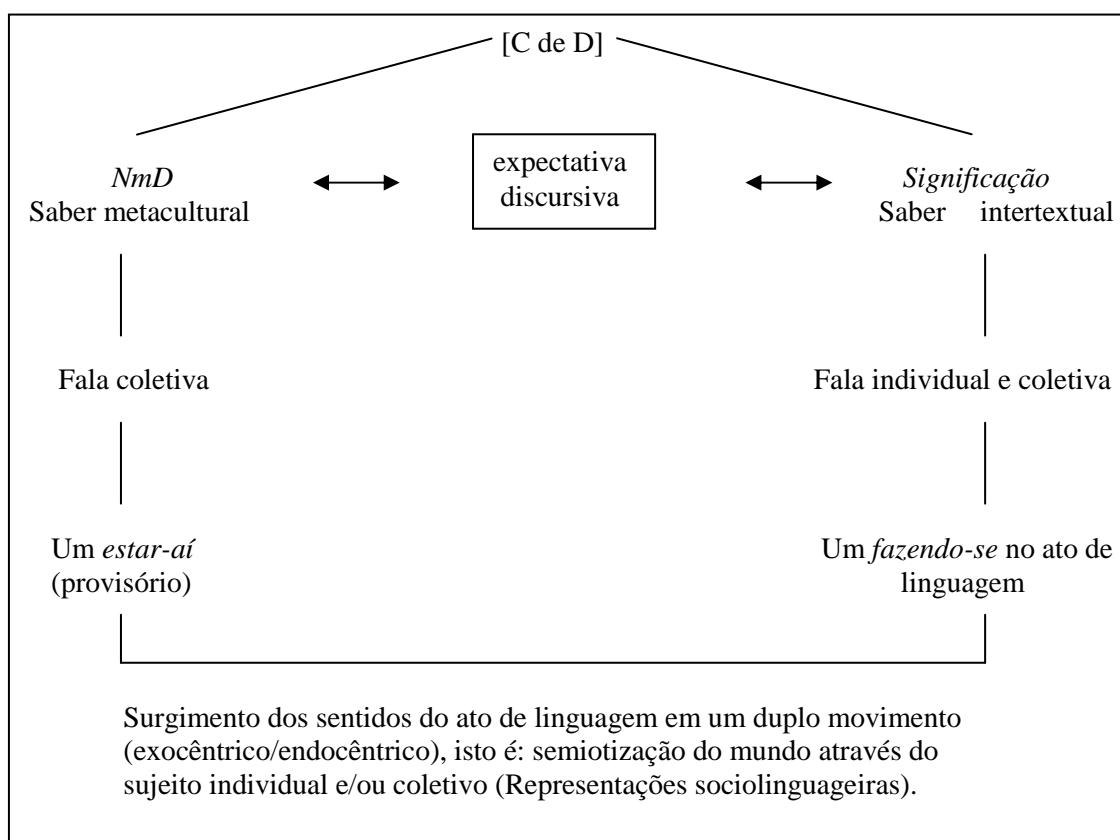 [C de D]
NmD
Saber metacultural
expectativa
discursiva
Significação
Saber intertextual
Fala coletiva
Fala individual e coletiva
Um estar-aí
(provisório)
Um fazendo-se no ato de
linguagem
Surgimento dos sentidos do ato de linguagem em um duplo movimento
(exocêntrico/endocêntrico), isto é: semiotização do mundo através do
sujeito individual e/ou coletivo (Representações sociolinguageiras).